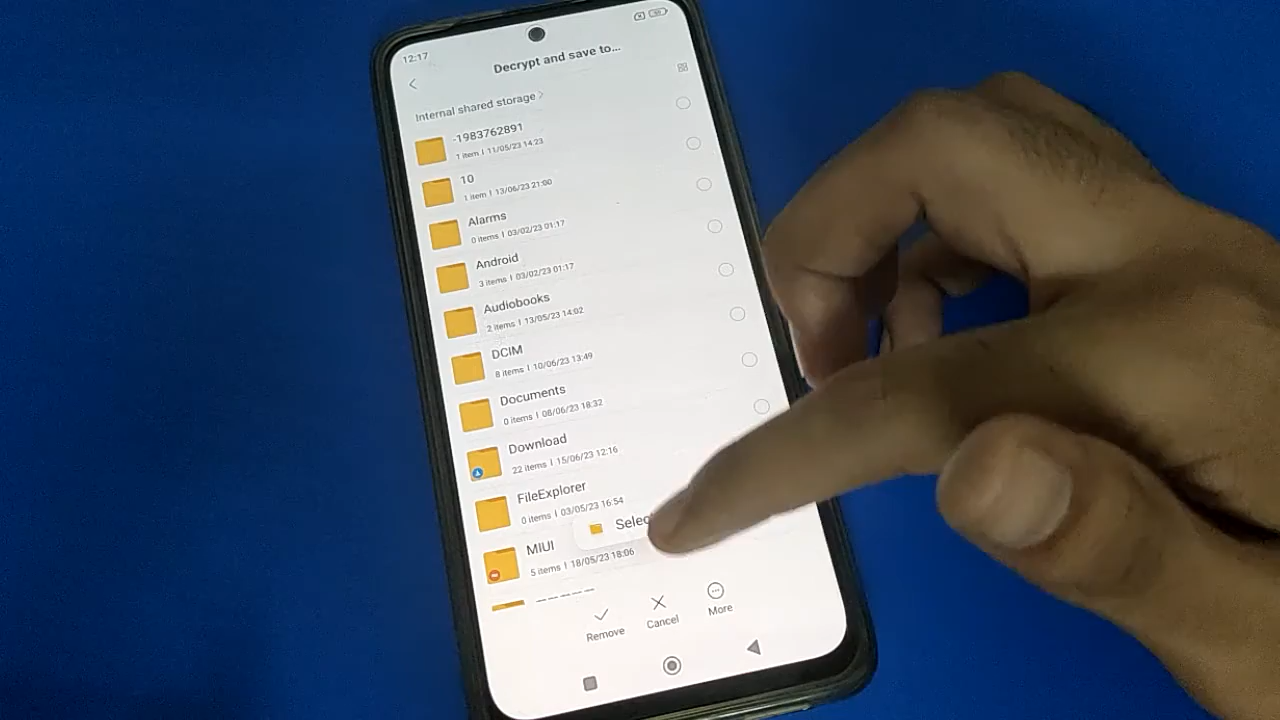 12:17
Decrypt and save to...
Internal shared storage >
-1983762891
1 item | 11/05/23 14:23
10
1 item | 13/06/23 21:00
Alarms
0 items | 03/02/23 01:17
Android
3 items | 03/02/23 01:17
Audiobooks
2 items | 13/05/23 14:02
DCIM
8 items | 10/06/23 13:49
Documents
0 items | 08/06/23 18:32
Download
22 items | 15/06/23 12:16
FileExplorer
0 items | 03/05/23 16:54
Selec
MIUI
5 items | 18/05/23 18:06
Remove
Cancel
More